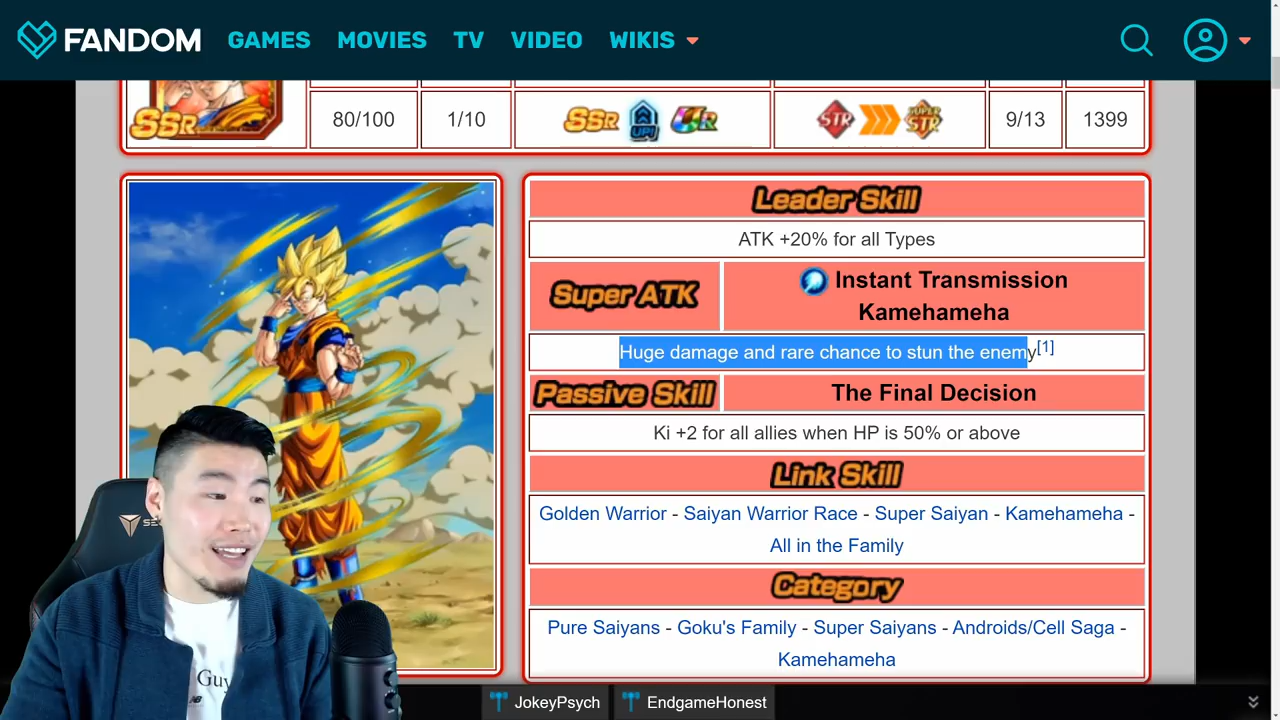 FANDOM GAMES MOVIES TV VIDEO WIKIS
SSR 80/100 1/10 SSR UP! UR STR SUPER STR 9/13 1399
Leader Skill
ATK +20% for all Types
Super ATK
Instant Transmission
Kamehameha
Huge damage and rare chance to stun the enemy[1]
Passive Skill The Final Decision
Ki +2 for all allies when HP is 50% or above
Link Skill
Golden Warrior - Saiyan Warrior Race - Super Saiyan - Kamehameha -
All in the Family
Category
Pure Saiyans - Goku's Family - Super Saiyans - Androids/Cell Saga -
Kamehameha
Guy
JokeyPsych EndgameHonest